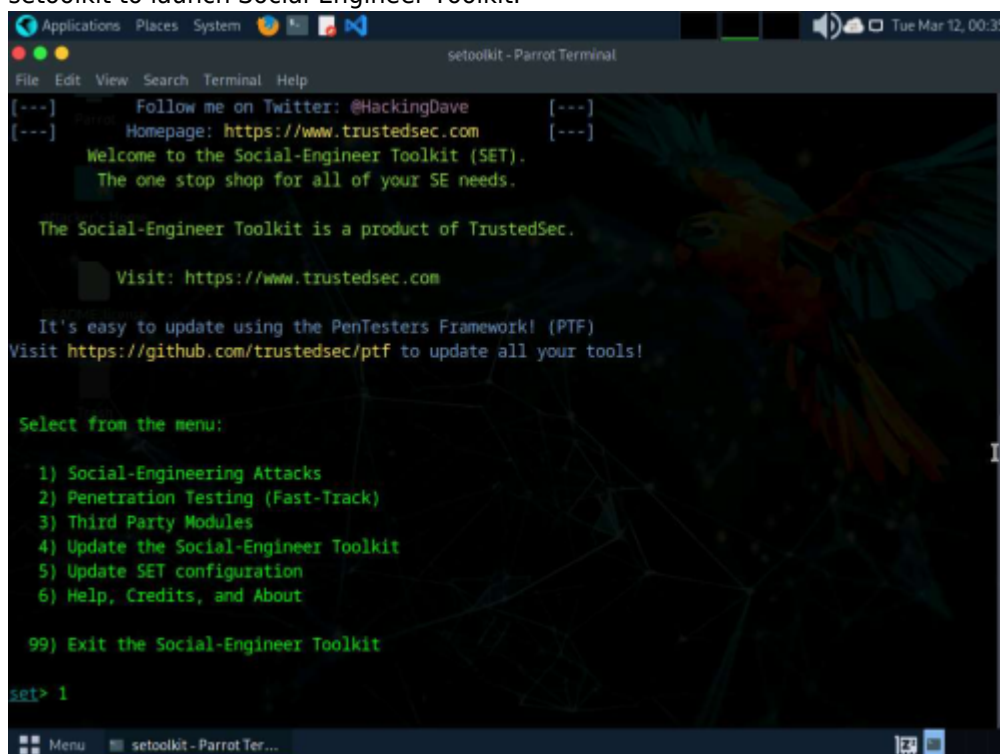 setoolkit to launch Social Engineer Toolkit.
Applications Places System Tue Mar 12, 00:3
setoolkit - Parrot Terminal
File Edit View Search Terminal Help
[---] Follow me on Twitter: @HackingDave [---]
[---] Homepage: https://www.trustedsec.com [---]
Welcome to the Social-Engineer Toolkit (SET).
The one stop shop for all of your SE needs.
The Social-Engineer Toolkit is a product of TrustedSec.
Visit: https://www.trustedsec.com
It's easy to update using the PenTesters Framework! (PTF)
Visit https://github.com/trustedsec/ptf to update all your tools!
Select from the menu:
1) Social-Engineering Attacks
2) Penetration Testing (Fast-Track)
3) Third Party Modules
4) Update the Social-Engineer Toolkit
5) Update SET configuration
6) Help, Credits, and About
99) Exit the Social-Engineer Toolkit
set> 1
Menu setoolkit - Parrot Ter...